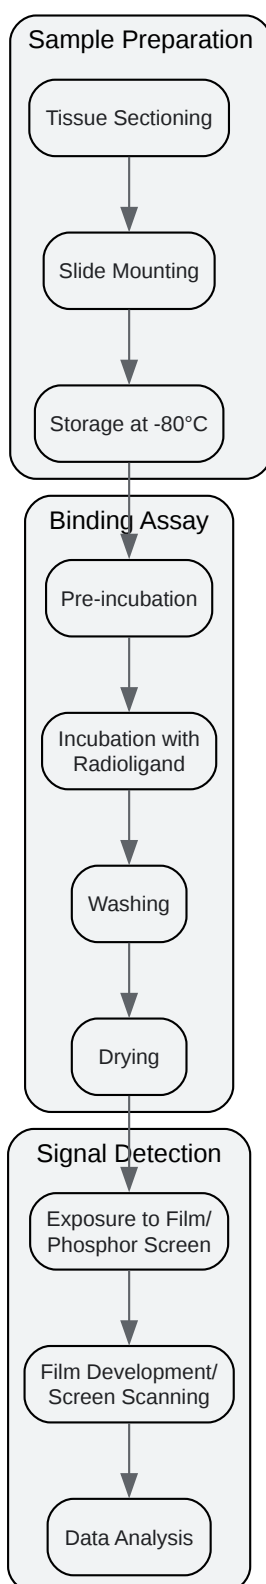 Sample Preparation
Tissue Sectioning
Slide Mounting
Storage at -80°C
Binding Assay
Pre-incubation
Incubation with
Radioligand
Washing
Drying
Signal Detection
Exposure to Film/
Phosphor Screen
Film Development/
Screen Scanning
Data Analysis